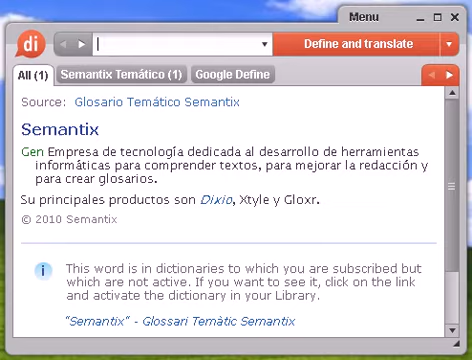 Menu
di
Define and translate
All (1)
Semantix Temático (1)
Google Define
Source: Glosario Temático Semantix
Semantix
Gen Empresa de tecnología dedicada al desarrollo de herramientas
informáticas para comprender textos, para mejorar la redacción y
para crear glosarios.
Su principales productos son Dixio, Xtyle y Gloxr.
© 2010 Semantix
i
This word is in dictionaries to which you are subscribed but
which are not active. If you want to see it, click on the link
and activate the dictionary in your Library.
"Semantix" - Glossari Temàtic Semantix